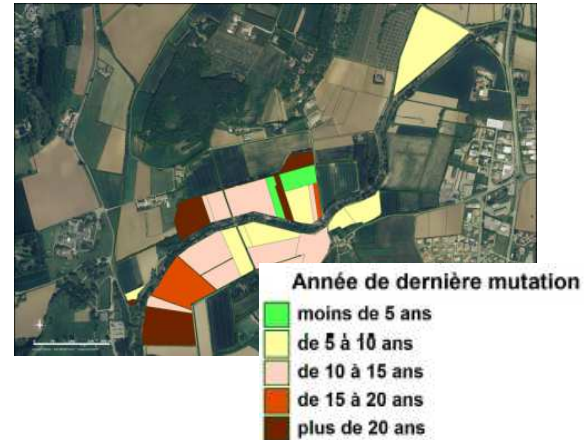 Année de dernière mutation
moins de 5 ans
de 5 à 10 ans
de 10 à 15 ans
de 15 à 20 ans
plus de 20 ans